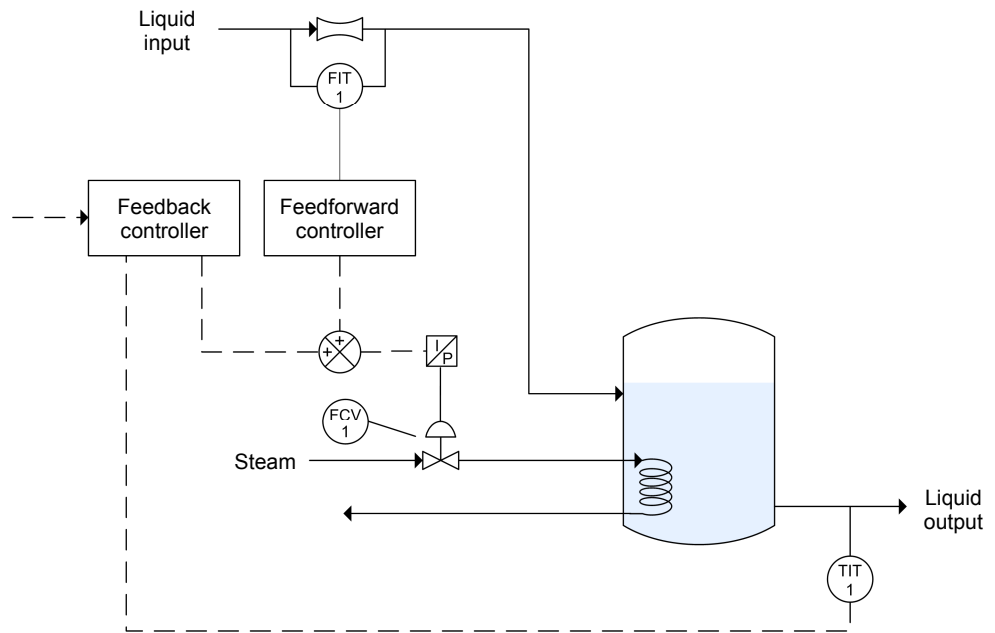 Liquid
input
FIT
1
Feedback
controller
Feedforward
controller
+
+
I/P
FCV
1
Steam
Liquid
output
TIT
1